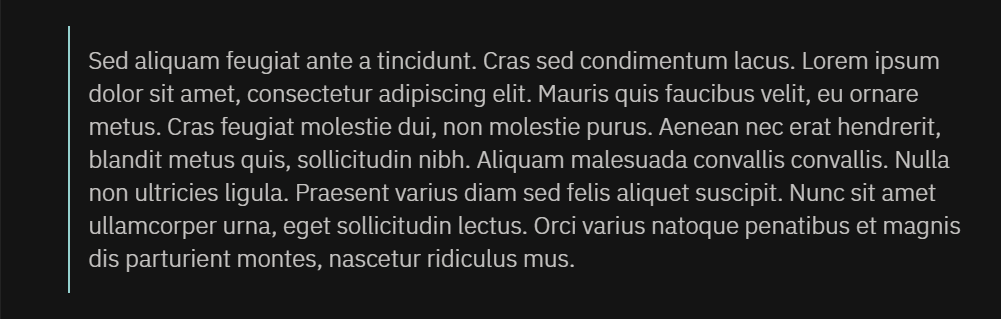 Sed aliquam feugiat ante a tincidunt. Cras sed condimentum lacus. Lorem ipsum
dolor sit amet, consectetur adipiscing elit. Mauris quis faucibus velit, eu ornare
metus. Cras feugiat molestie dui, non molestie purus. Aenean nec erat hendrerit,
blandit metus quis, sollicitudin nibh. Aliquam malesuada convallis convallis. Nulla
non ultricies ligula. Praesent varius diam sed felis aliquet suscipit. Nunc sit amet
ullamcorper urna, eget sollicitudin lectus. Orci varius natoque penatibus et magnis
dis parturient montes, nascetur ridiculus mus.